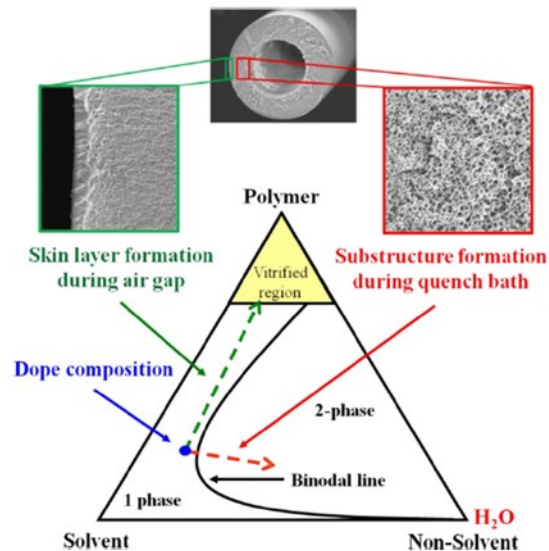 Polymer
Skin layer formation
during air gap
Vitrified
region
Substructure formation
during quench bath
Dope composition
2-phase
Binodal line
1 phase
H₂O
Solvent
Non-Solvent